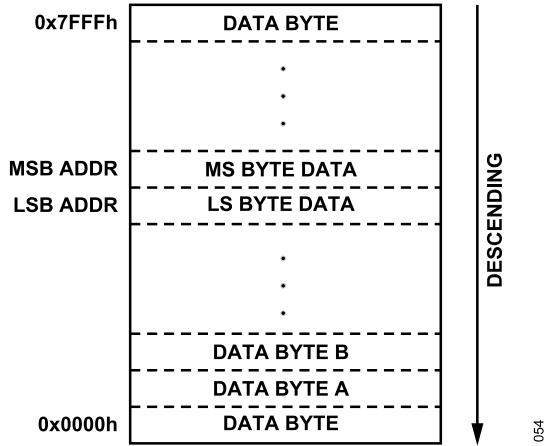 0x7FFFh DATA BYTE
MSB ADDR MS BYTE DATA
LSB ADDR LS BYTE DATA
DATA BYTE B
DATA BYTE A
0x0000h DATA BYTE
DESCENDING
054